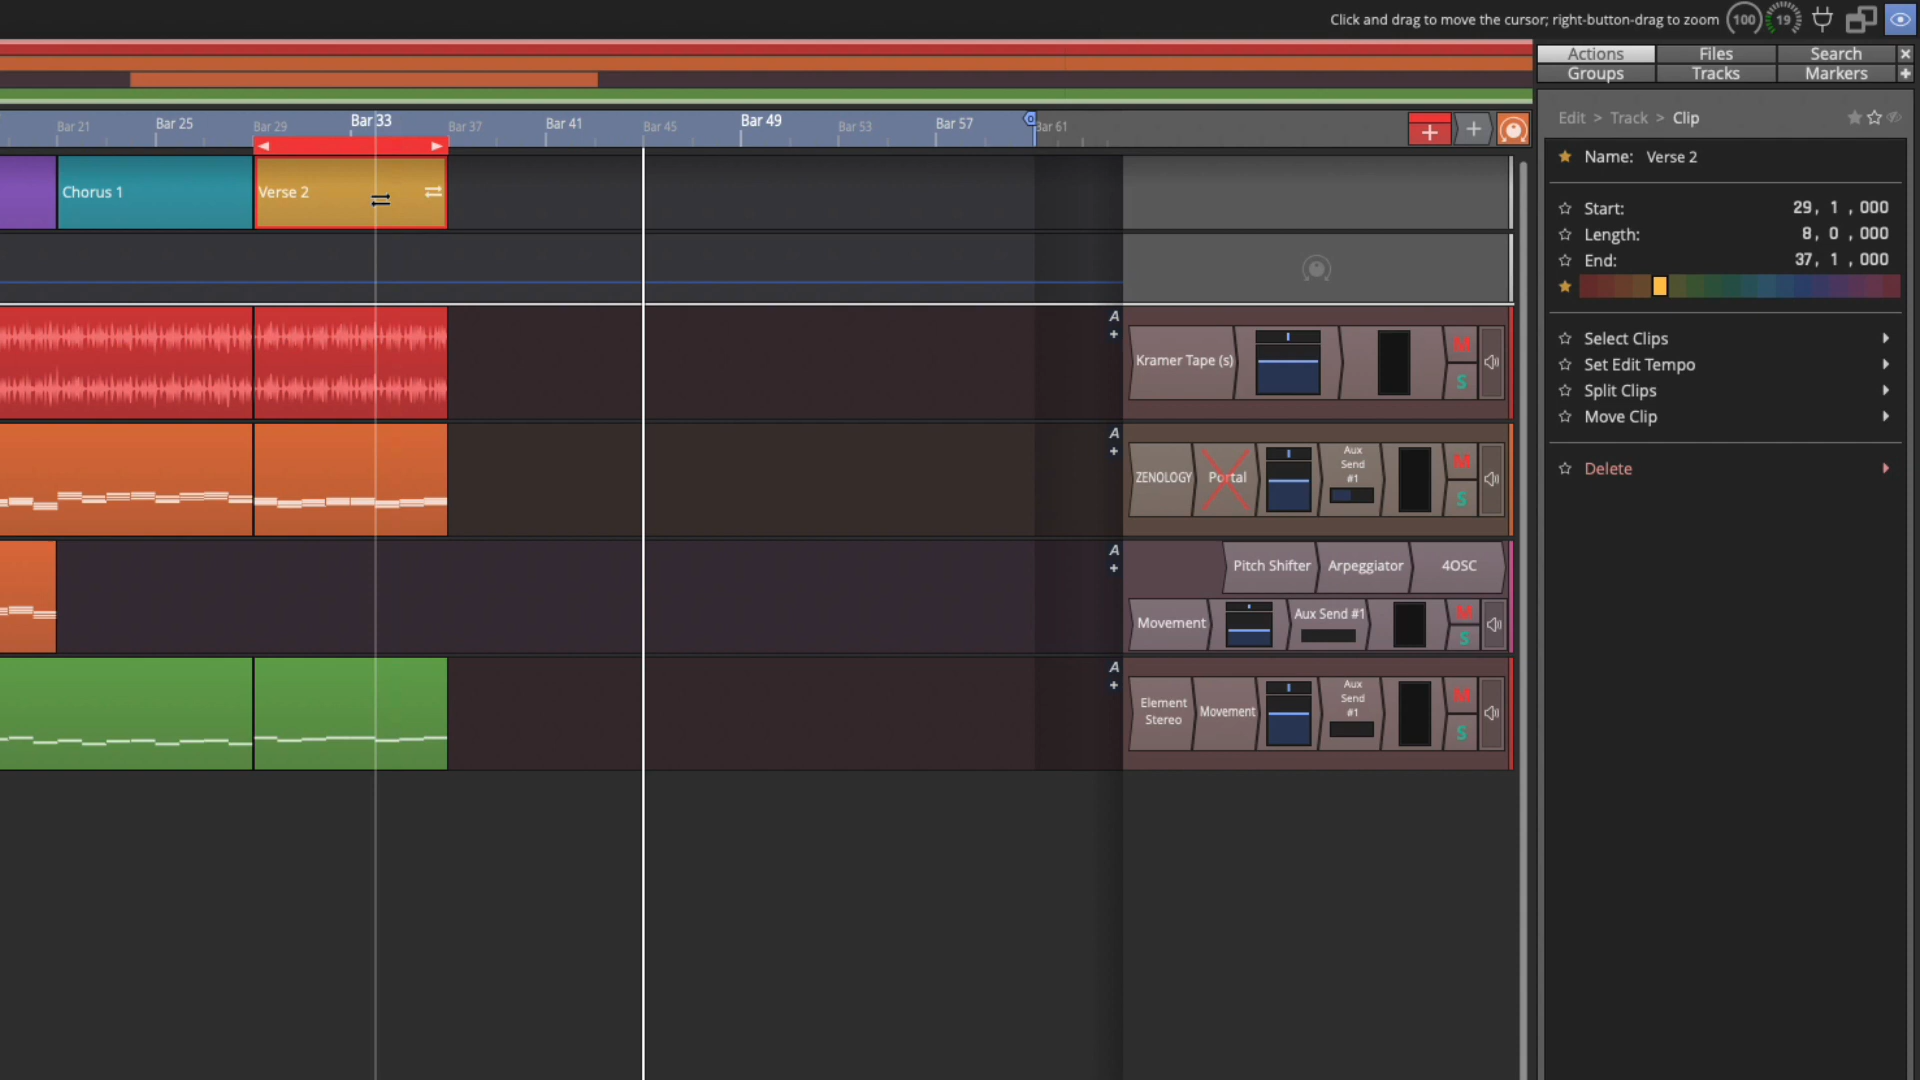 Click and drag to move the cursor; right-button-drag to zoom
100
19
Actions
Files
Search
Groups
Tracks
Markers
Bar 21
Bar 25
Bar 29
Bar 33
Bar 37
Bar 41
Bar 45
Bar 49
Bar 53
Bar 57
Bar 61
Edit > Track > Clip
Name: Verse 2
Chorus 1
Verse 2
Start: 29, 1, 000
Length: 8, 0, 000
End: 37, 1, 000
Select Clips
Set Edit Tempo
Split Clips
Move Clip
Delete
A
Kramer Tape (s)
M
S
A
ZENOLOGY
Portal
Aux
Send
#1
M
S
A
Pitch Shifter
Arpeggiator
4OSC
Movement
Aux Send #1
M
S
A
Element
Stereo
Movement
Aux
Send
#1
M
S